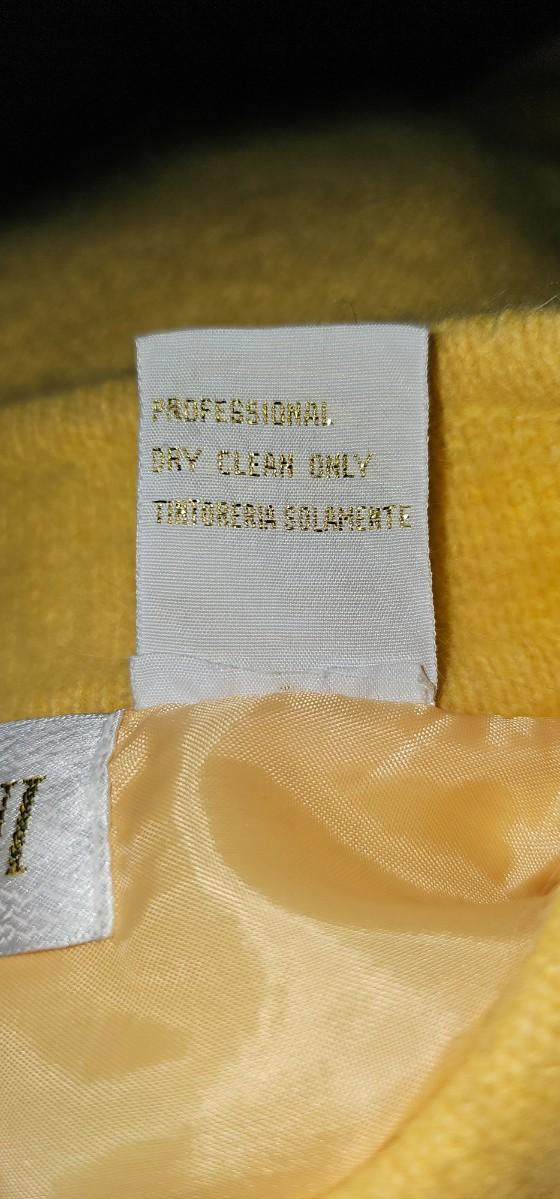 PROFESSIONAL
DRY CLEAN ONLY
TINTORERIA SOLAMENTE